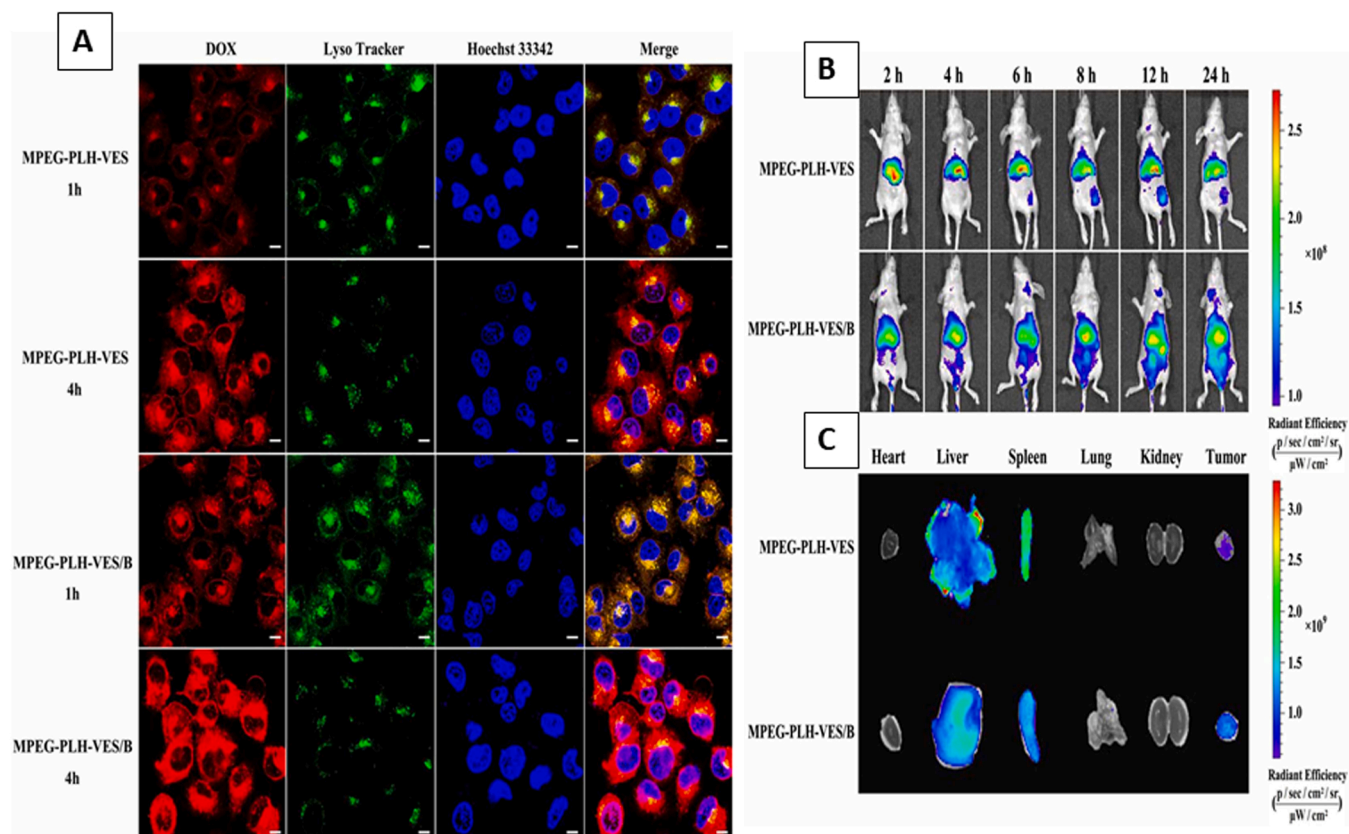 A
DOX Lyso Tracker Hoechst 33342 Merge
MPEG-PLH-VES
1h
MPEG-PLH-VES
4h
MPEG-PLH-VES/B
1h
MPEG-PLH-VES/B
4h
B
2 h 4 h 6 h 8 h 12 h 24 h
MPEG-PLH-VES
MPEG-PLH-VES/B
2.5
2.0
×10⁸
1.5
1.0
Radiant Efficiency
(p / sec / cm² / sr
µW / cm²)
C
Heart Liver Spleen Lung Kidney Tumor
MPEG-PLH-VES
MPEG-PLH-VES/B
3.0
2.5
2.0
×10⁹
1.5
1.0
Radiant Efficiency
(p / sec / cm² / sr
µW / cm²)